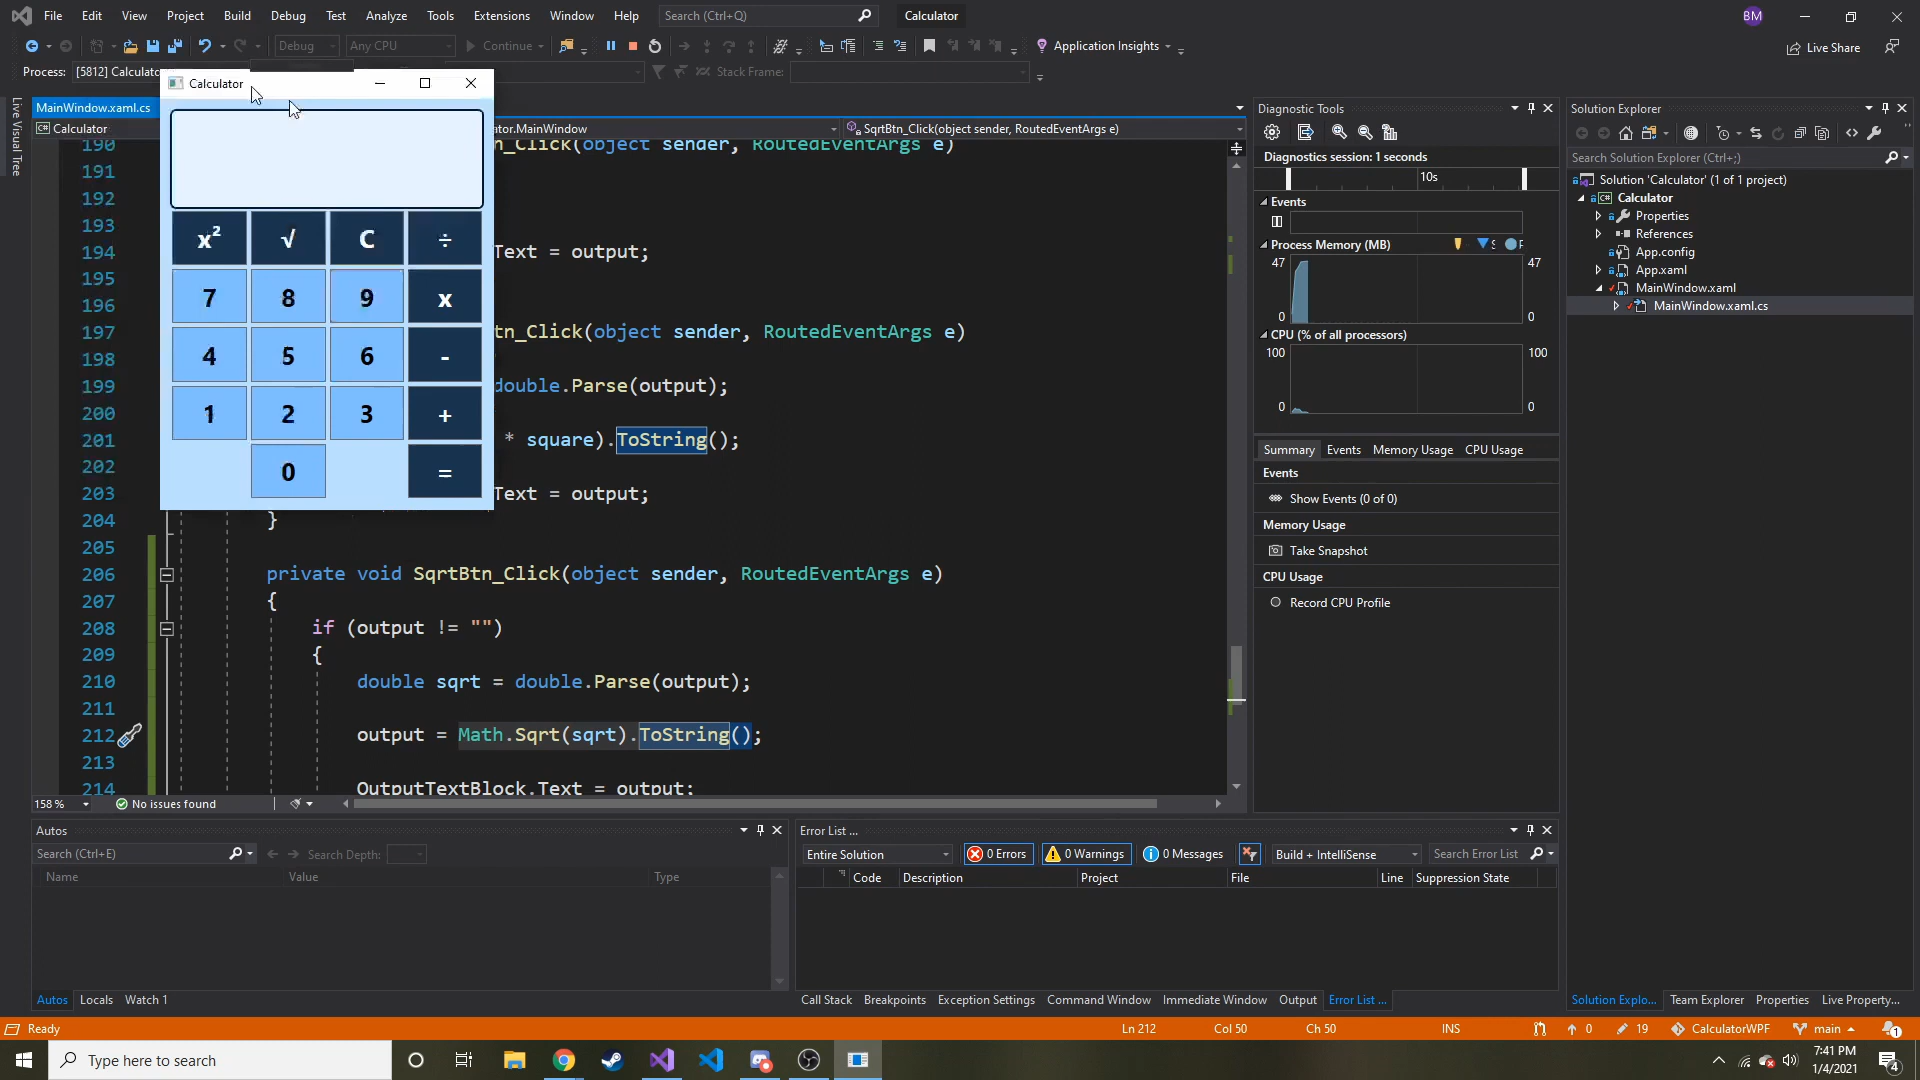 File Edit View Project Build Debug Test Analyze Tools Extensions Window Help Search (Ctrl+Q) Calculator BM
Debug Any CPU Continue Application Insights Live Share
Process: [5812] Calculato Stack Frame:
Live Visual Tree
MainWindow.xaml.cs
Calculator ator.MainWindow SqrtBtn_Click(object sender, RoutedEventArgs e)
190 n_Click(object sender, RoutedEventArgs e)
191
192
193
194 Text = output;
195
196
197 tn_Click(object sender, RoutedEventArgs e)
198
199 double.Parse(output);
200
201 * square).ToString();
202
203 Text = output;
204 }
205
206 private void SqrtBtn_Click(object sender, RoutedEventArgs e)
207 {
208 if (output != "")
209 {
210 double sqrt = double.Parse(output);
211
212 output = Math.Sqrt(sqrt).ToString();
213
214 OutputTextBlock.Text = output;
158 % No issues found
Calculator
x² √ C ÷
7 8 9 x
4 5 6 -
1 2 3 +
0 =
Diagnostic Tools
Diagnostics session: 1 seconds
10s
Events
Process Memory (MB)
47 47
0 0
CPU (% of all processors)
100 100
0 0
Summary Events Memory Usage CPU Usage
Events
Show Events (0 of 0)
Memory Usage
Take Snapshot
CPU Usage
Record CPU Profile
Solution Explorer
Search Solution Explorer (Ctrl+;)
Solution 'Calculator' (1 of 1 project)
C# Calculator
Properties
References
App.config
App.xaml
MainWindow.xaml
MainWindow.xaml.cs
Autos
Search (Ctrl+E) Search Depth:
Name Value Type
Autos Locals Watch 1
Error List ...
Entire Solution 0 Errors 0 Warnings 0 Messages Build + IntelliSense Search Error List
Code Description Project File Line Suppression State
Call Stack Breakpoints Exception Settings Command Window Immediate Window Output Error List ...
Solution Explo... Team Explorer Properties Live Property...
Ready Ln 212 Col 50 Ch 50 INS 0 19 CalculatorWPF main 1
Type here to search 7:41 PM
1/4/2021 4